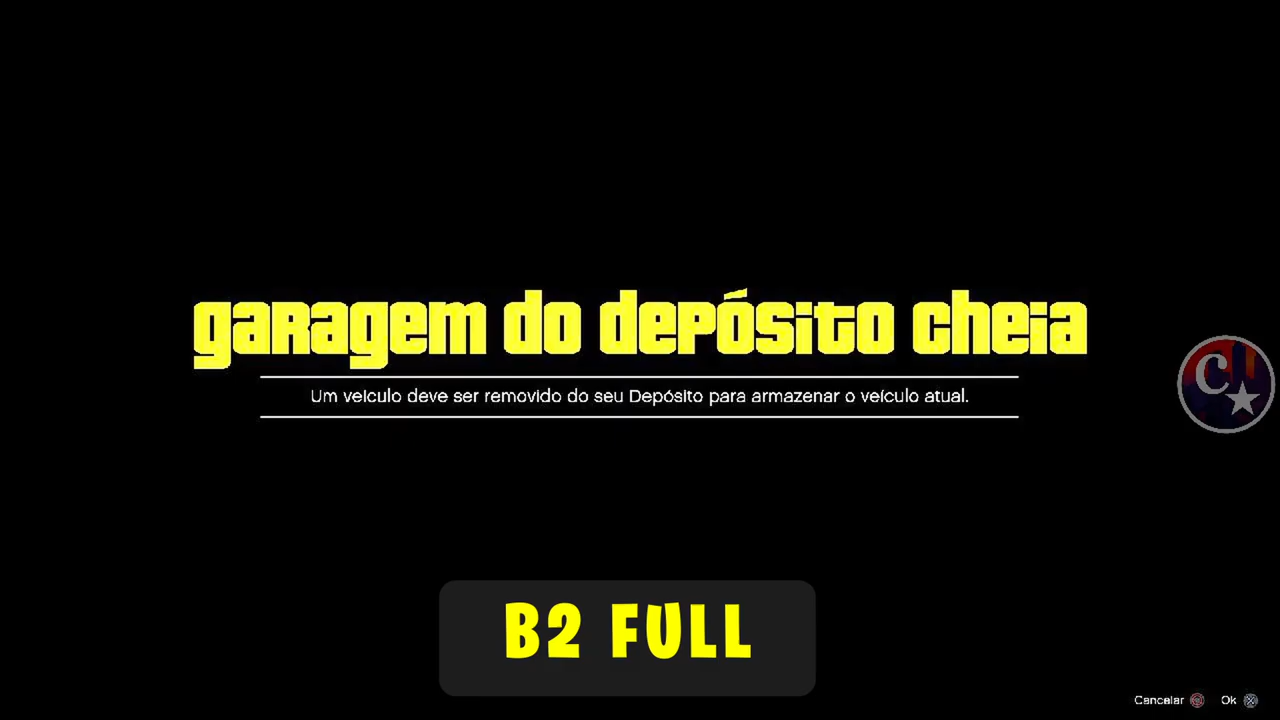 garagem do depósito cheia
Um veículo deve ser removido do seu Depósito para armazenar o veículo atual.
C
B2 FULL
Cancelar Ok